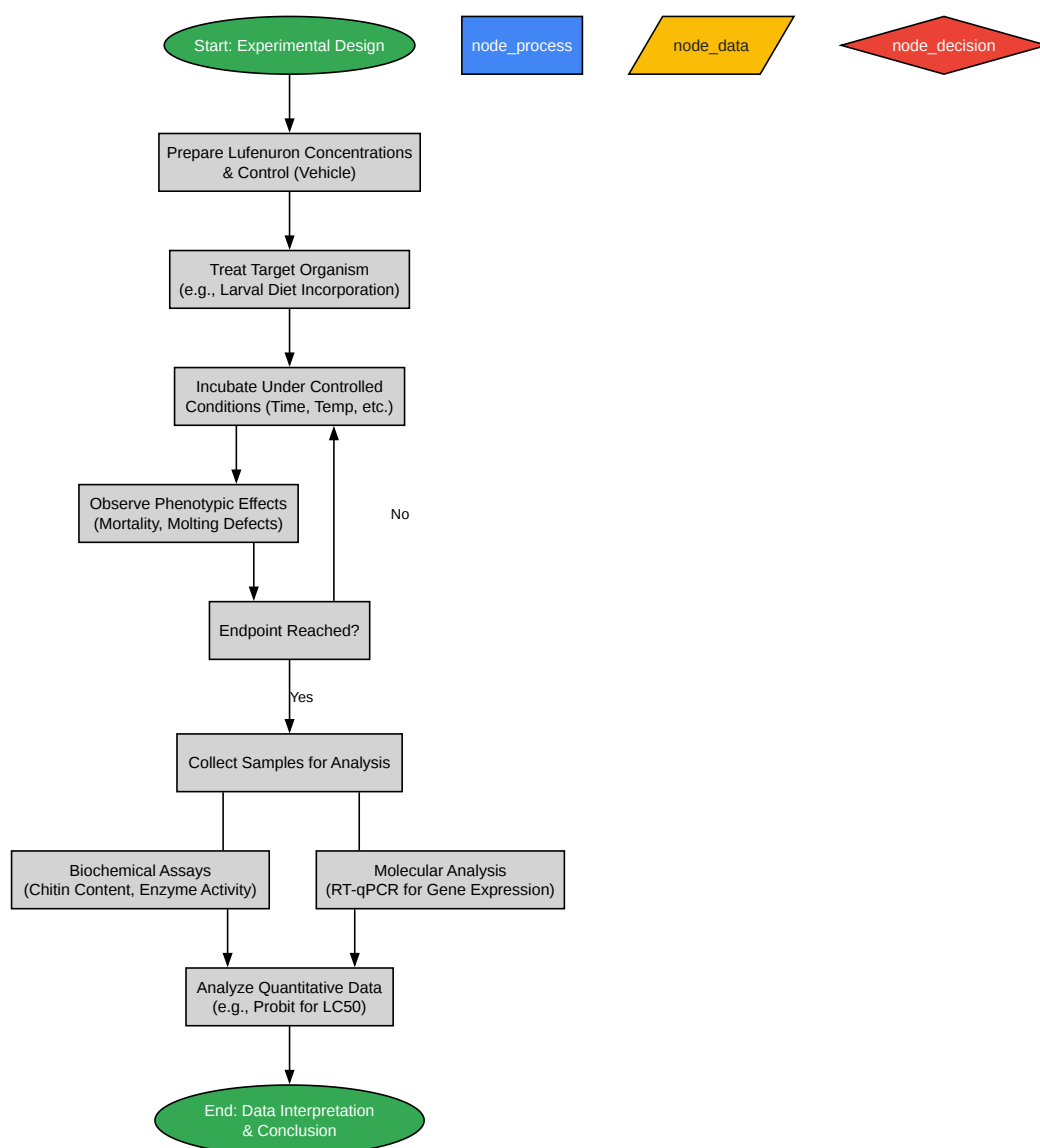 Start: Experimental Design
node_process
node_data
node_decision
Prepare Lufenuron Concentrations
& Control (Vehicle)
Treat Target Organism
(e.g., Larval Diet Incorporation)
Incubate Under Controlled
Conditions (Time, Temp, etc.)
Observe Phenotypic Effects
(Mortality, Molting Defects)
No
Endpoint Reached?
Yes
Collect Samples for Analysis
Biochemical Assays
(Chitin Content, Enzyme Activity)
Molecular Analysis
(RT-qPCR for Gene Expression)
Analyze Quantitative Data
(e.g., Probit for LC50)
End: Data Interpretation
& Conclusion